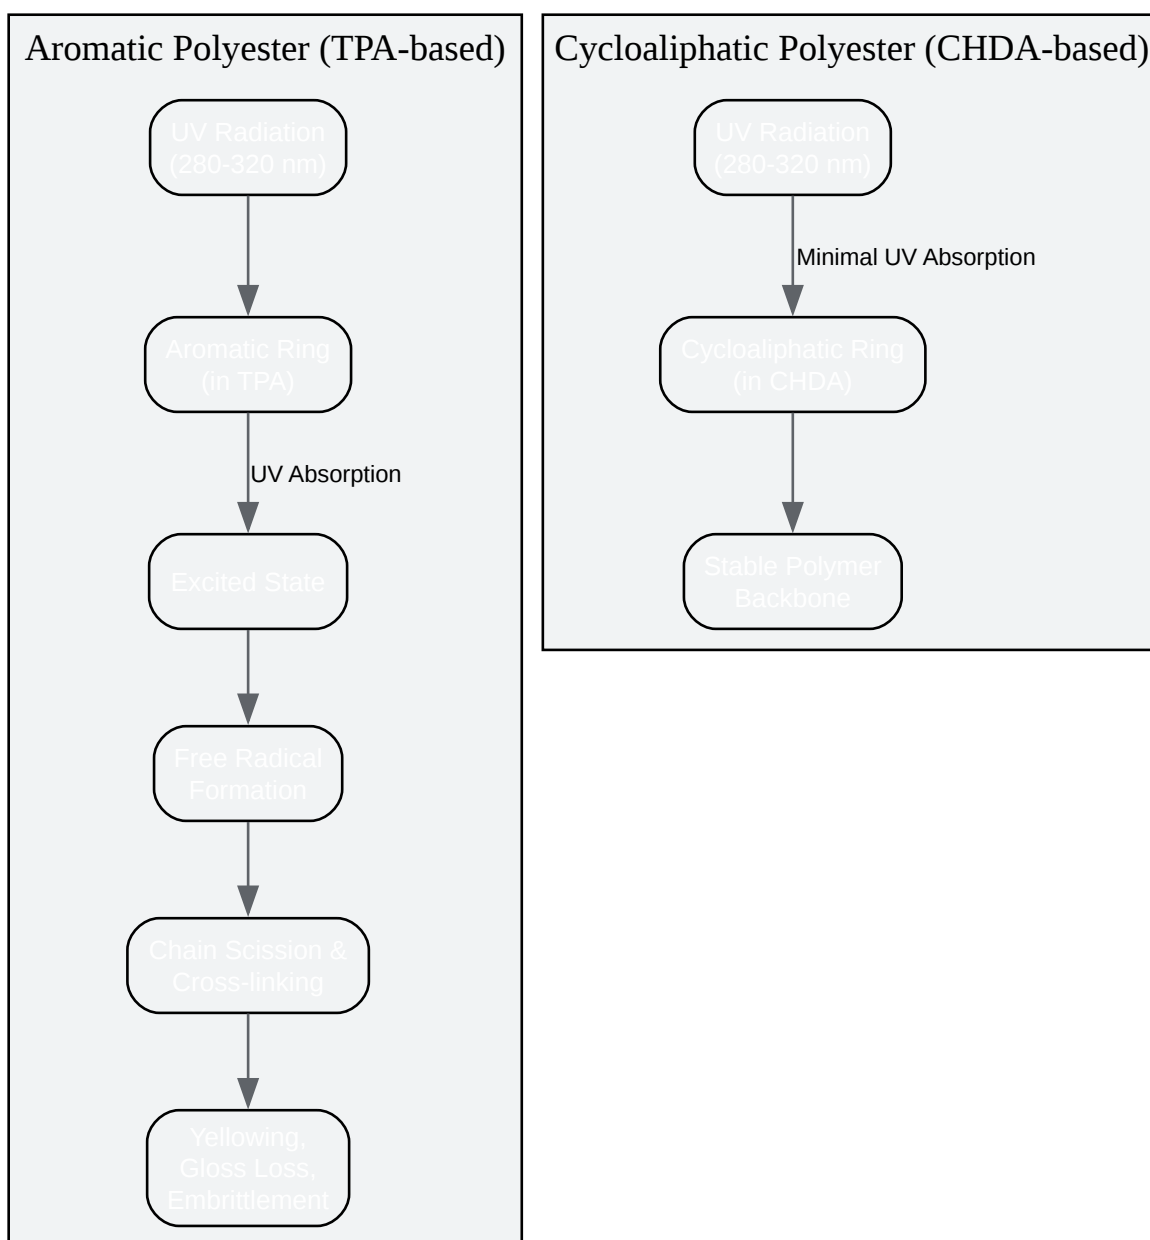 Aromatic Polyester (TPA-based)
UV Radiation
(280-320 nm)
Aromatic Ring
(in TPA)
UV Absorption
Excited State
Free Radical
Formation
Chain Scission &
Cross-linking
Yellowing,
Gloss Loss,
Embrittlement
Cycloaliphatic Polyester (CHDA-based)
UV Radiation
(280-320 nm)
Minimal UV Absorption
Cycloaliphatic Ring
(in CHDA)
Stable Polymer
Backbone